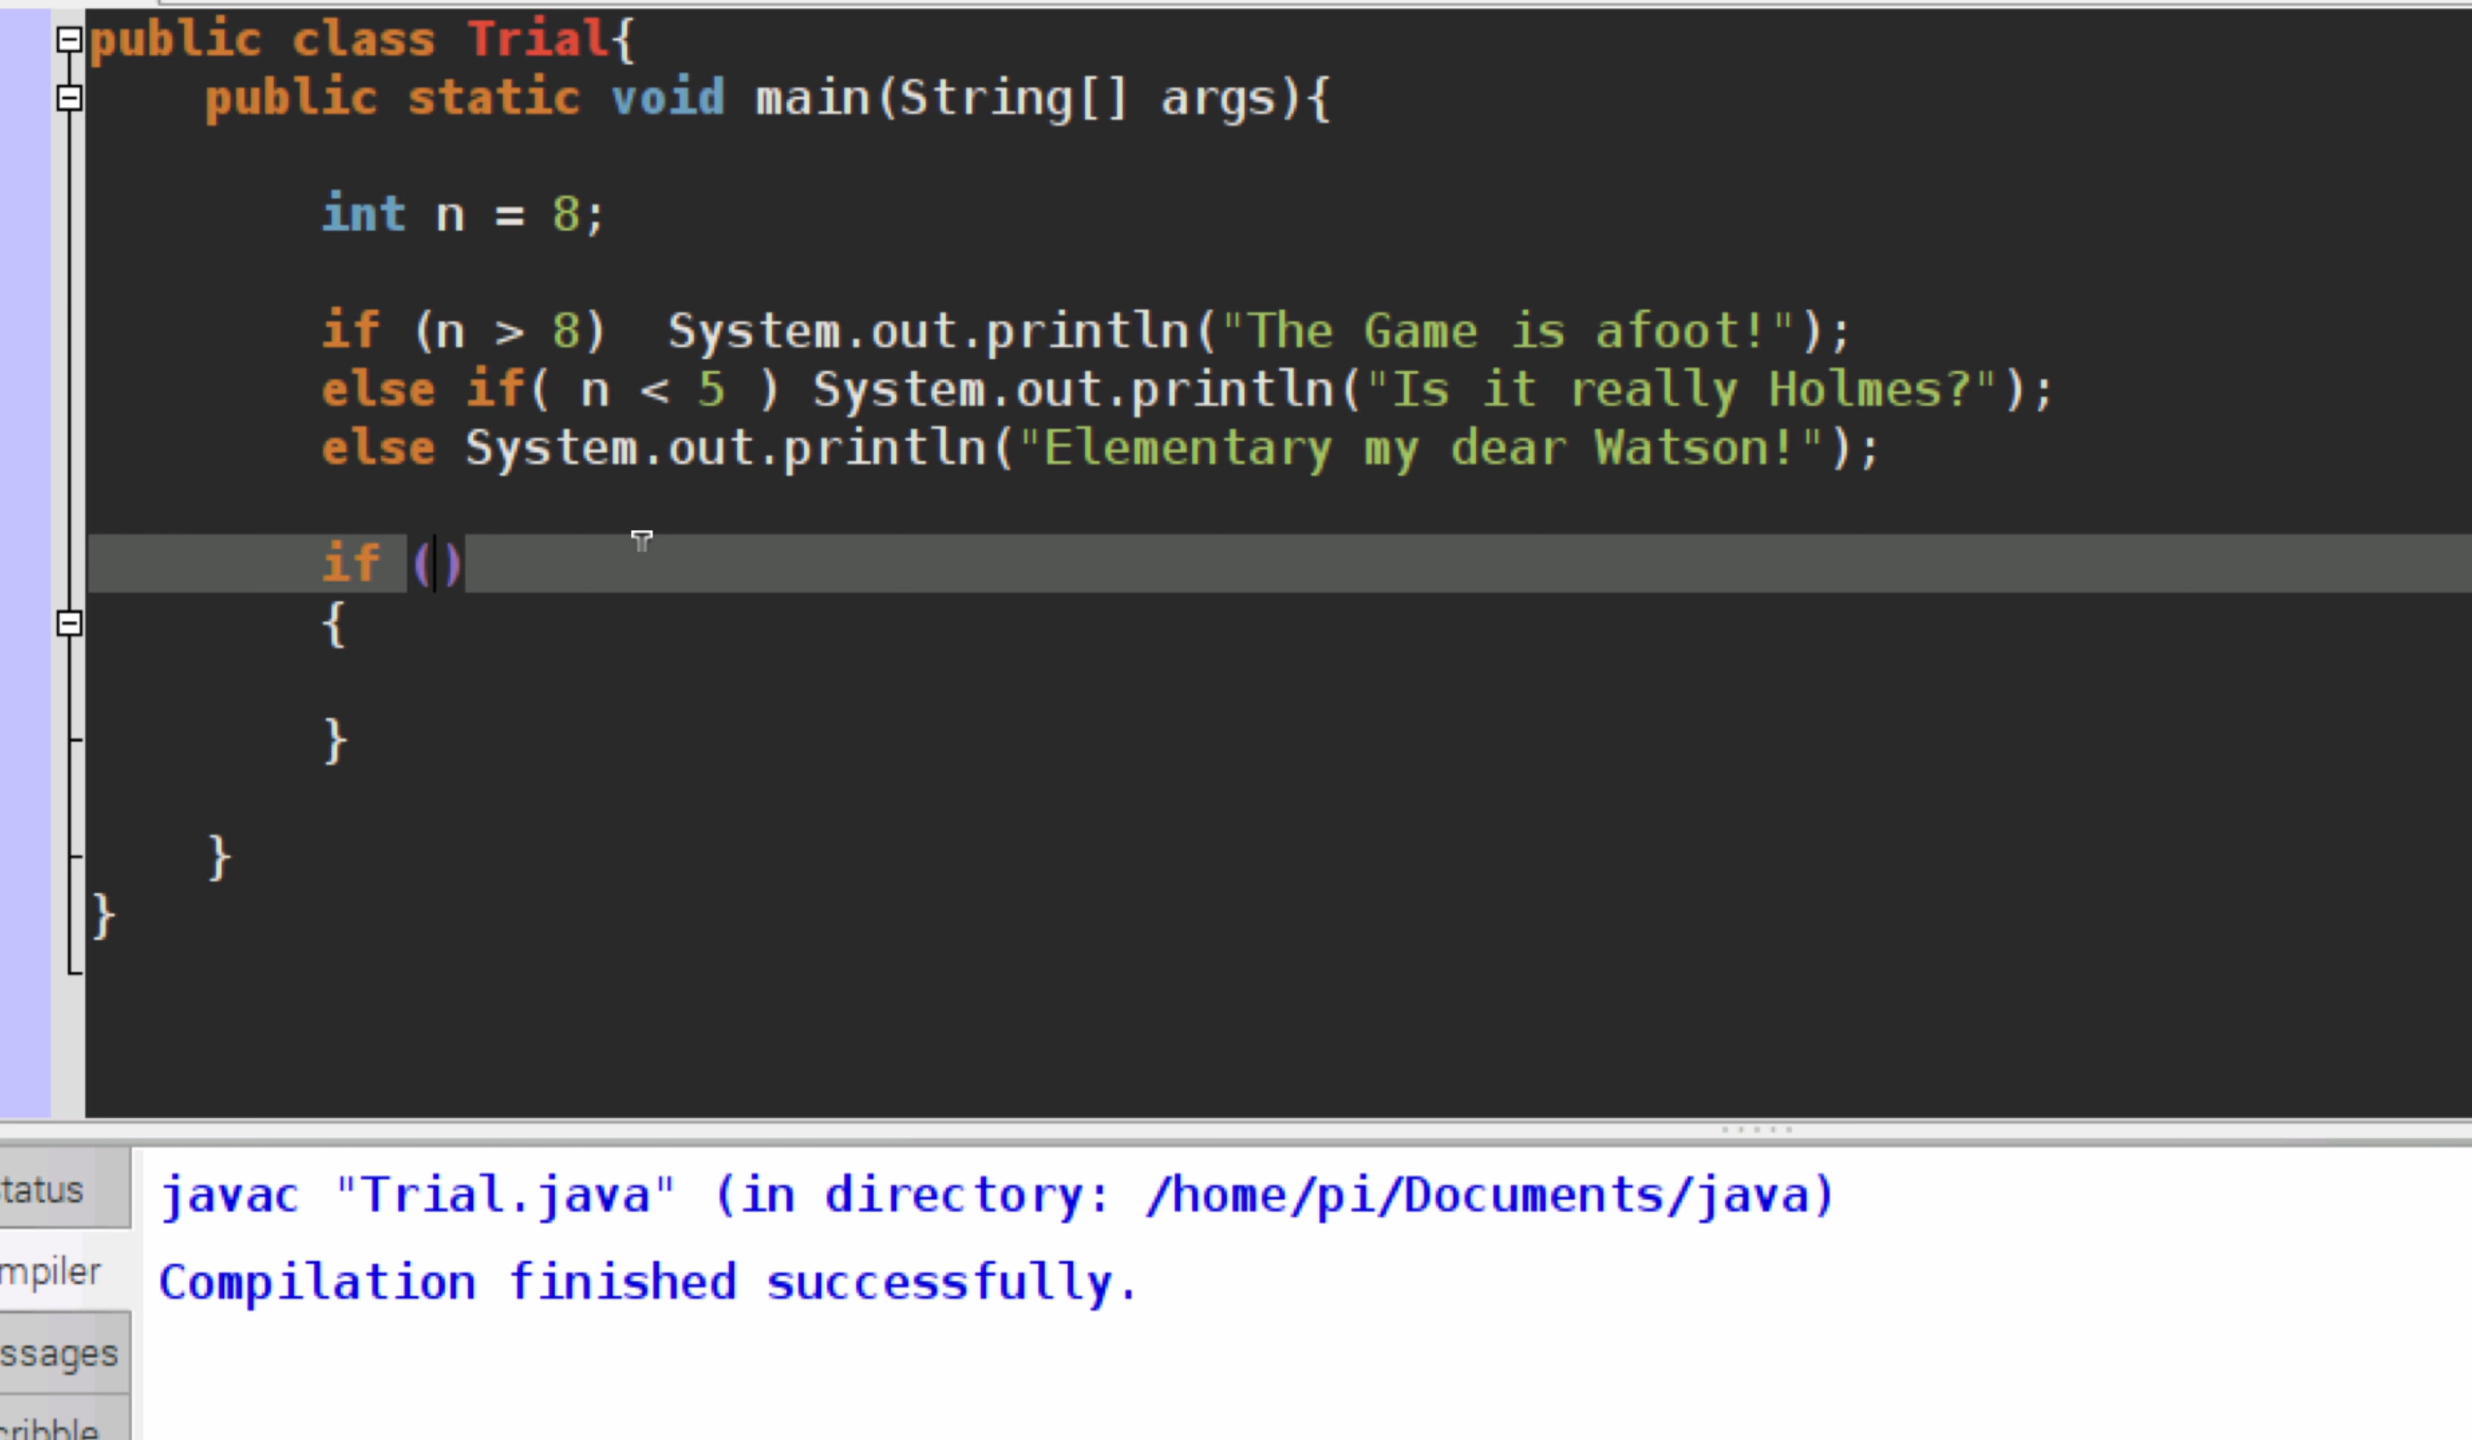 public class Trial{
    public static void main(String[] args){

        int n = 8;

        if (n > 8)  System.out.println("The Game is afoot!");
        else if( n < 5 ) System.out.println("Is it really Holmes?");
        else System.out.println("Elementary my dear Watson!");

        if ()
        {

        }

    }
}
tatus
javac "Trial.java" (in directory: /home/pi/Documents/java)
mpiler
Compilation finished successfully.
ssages
cribble